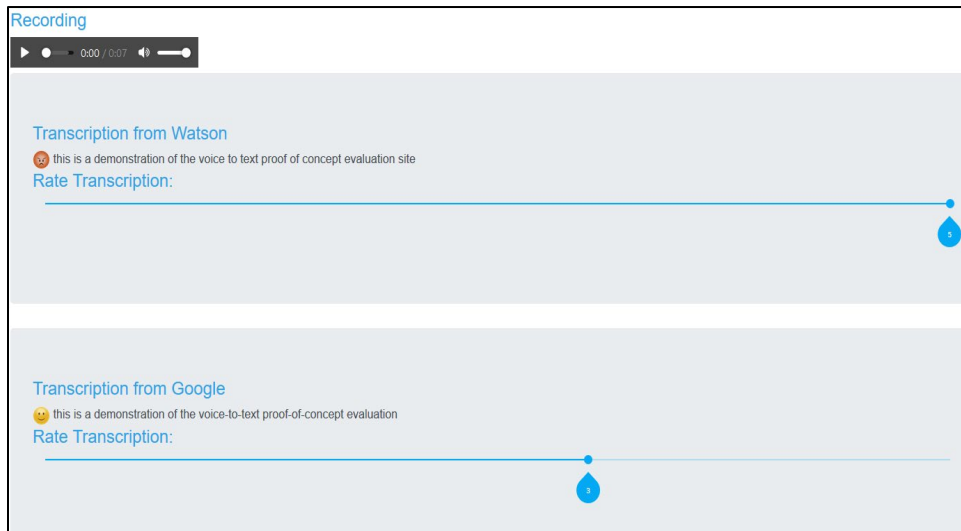 Recording
0:00 / 0:07
Transcription from Watson
this is a demonstration of the voice to text proof of concept evaluation site
Rate Transcription:
5
Transcription from Google
this is a demonstration of the voice-to-text proof-of-concept evaluation
Rate Transcription:
3